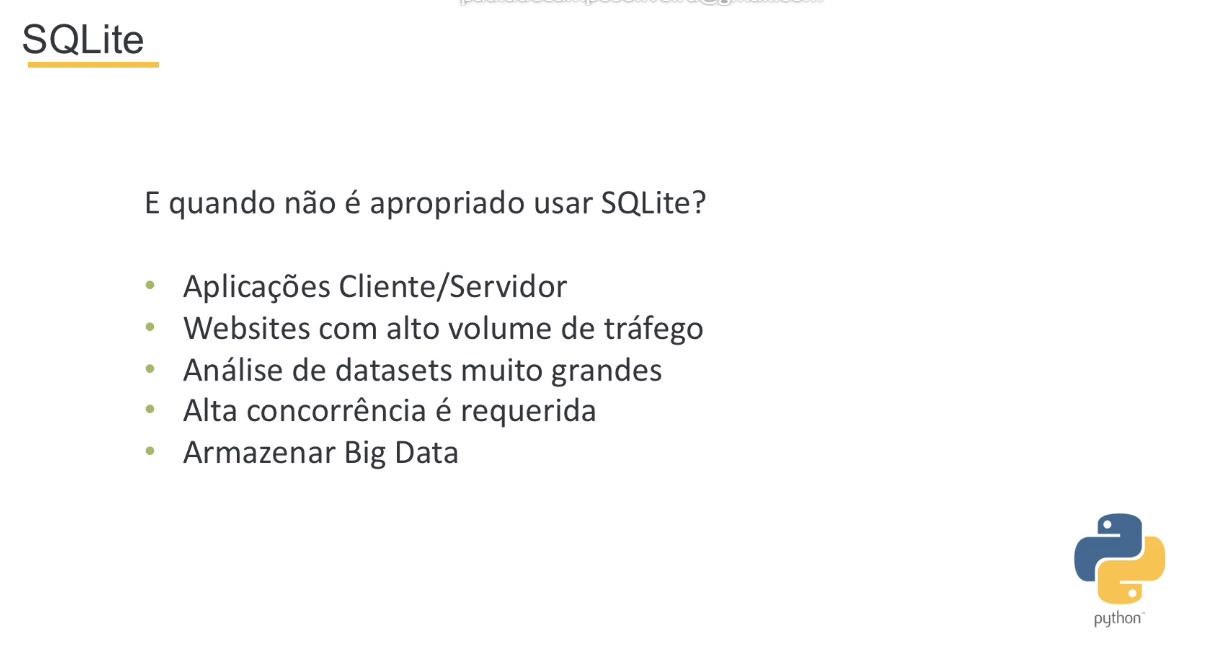 SQLite
E quando não é apropriado usar SQLite?
• Aplicações Cliente/Servidor
• Websites com alto volume de tráfego
• Análise de datasets muito grandes
• Alta concorrência é requerida
• Armazenar Big Data
python